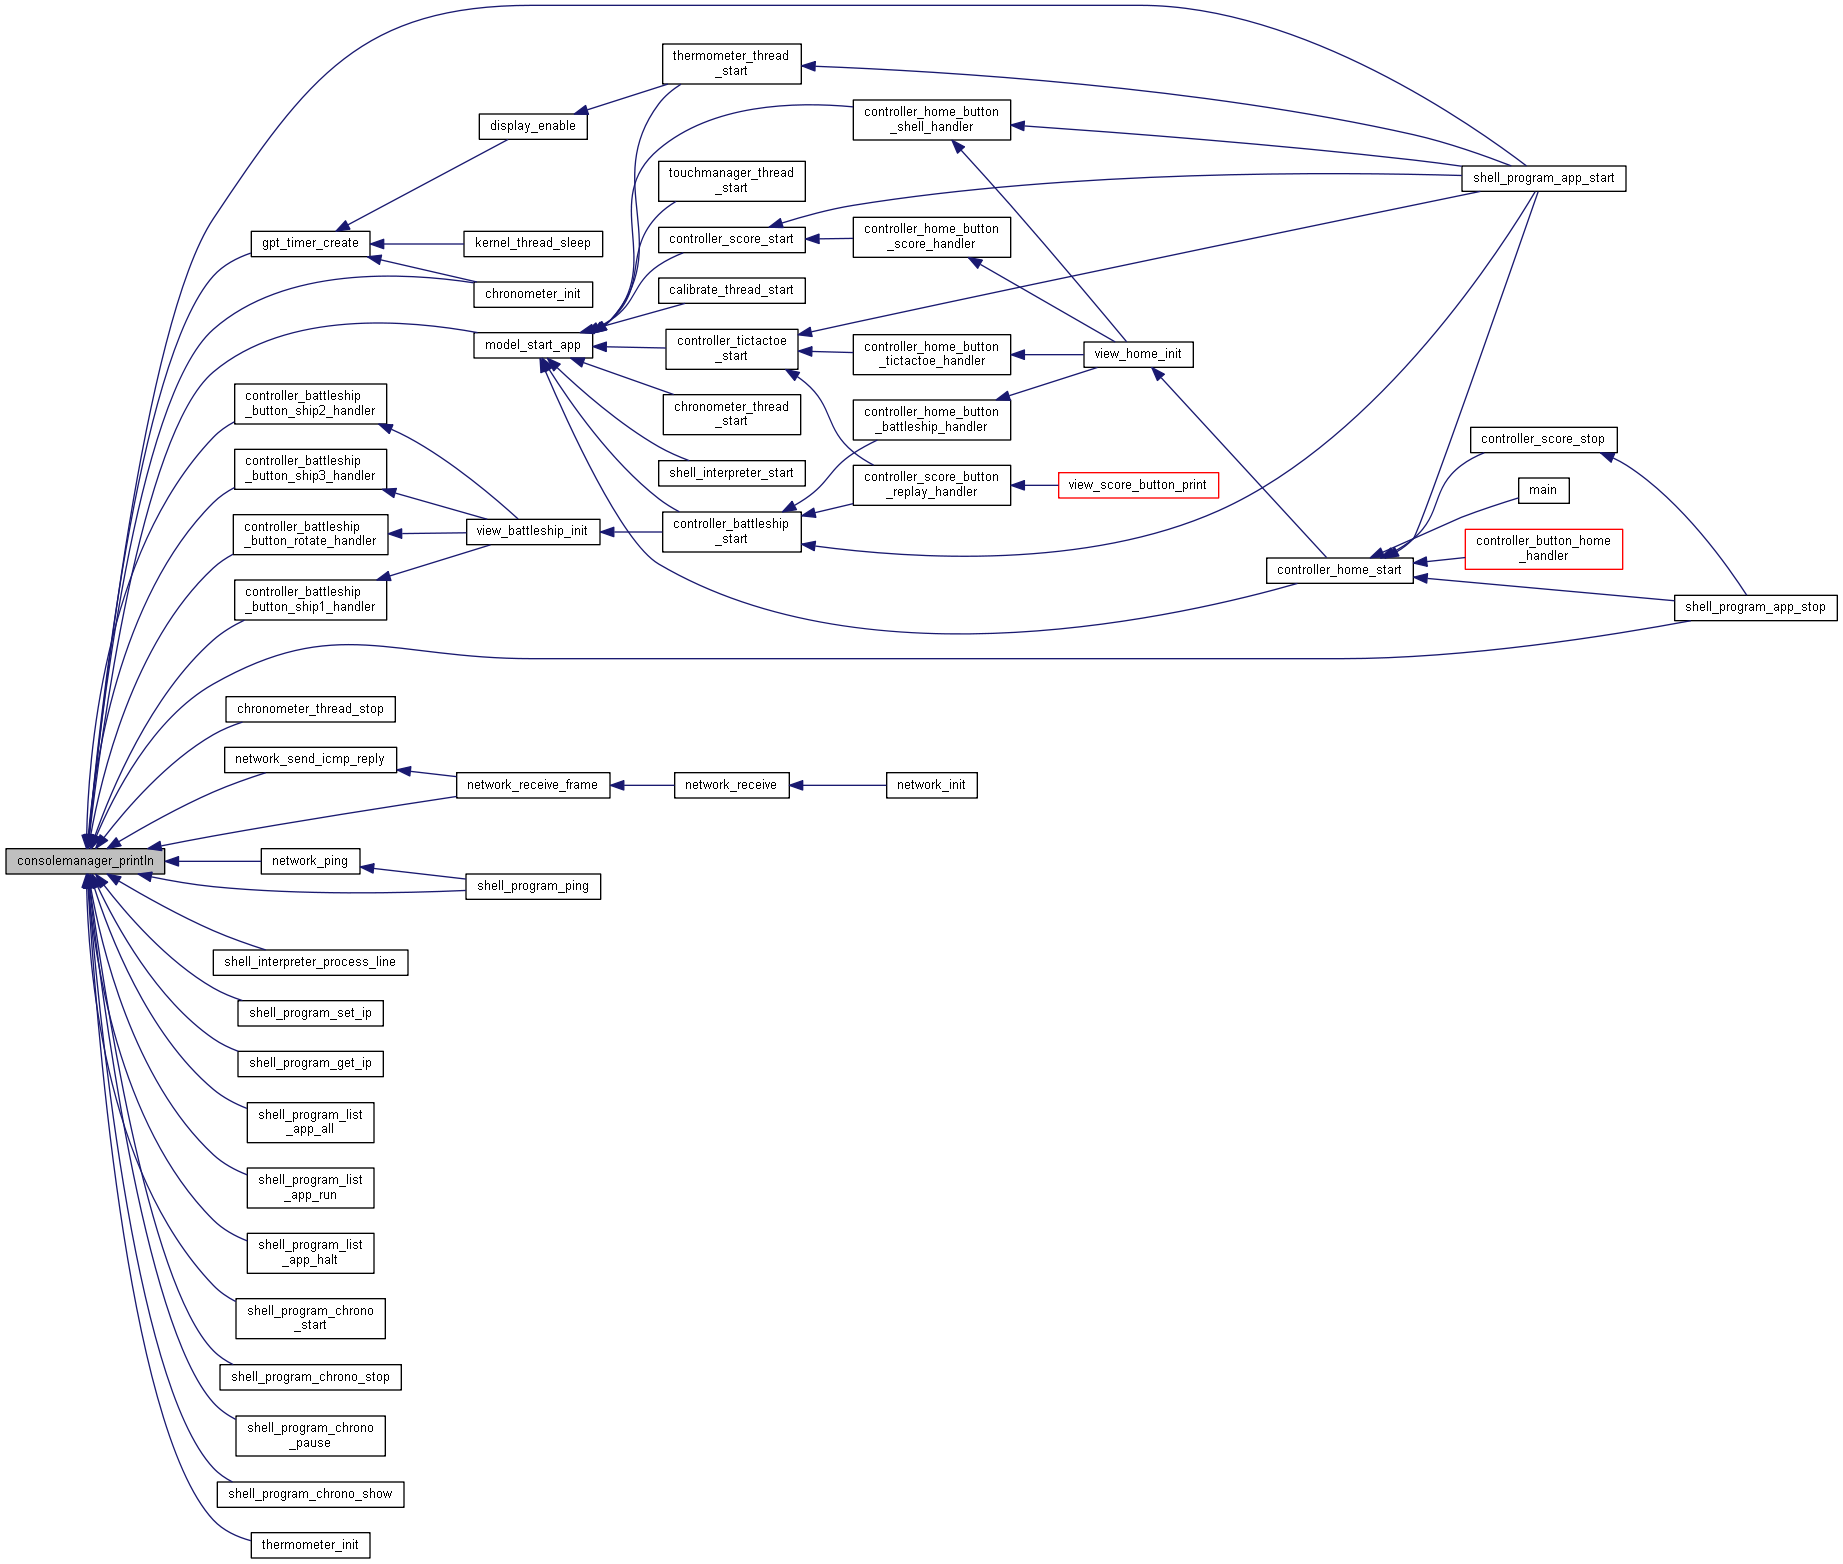 thermometer_thread
_start
controller_home_button
_shell_handler
display_enable
touchmanager_thread
_start
shell_program_app_start
gpt_timer_create
kernel_thread_sleep
controller_score_start
controller_home_button
_score_handler
chronometer_init
calibrate_thread_start
model_start_app
controller_tictactoe
_start
controller_home_button
_tictactoe_handler
view_home_init
controller_battleship
_button_ship2_handler
chronometer_thread
_start
controller_home_button
_battleship_handler
controller_score_stop
controller_battleship
_button_ship3_handler
shell_interpreter_start
controller_score_button
_replay_handler
view_score_button_print
main
controller_battleship
_button_rotate_handler
view_battleship_init
controller_battleship
_start
controller_button_home
_handler
controller_home_start
controller_battleship
_button_ship1_handler
shell_program_app_stop
chronometer_thread_stop
network_send_icmp_reply
network_receive_frame
network_receive
network_init
consolemanager_println
network_ping
shell_program_ping
shell_interpreter_process_line
shell_program_set_ip
shell_program_get_ip
shell_program_list
_app_all
shell_program_list
_app_run
shell_program_list
_app_halt
shell_program_chrono
_start
shell_program_chrono_stop
shell_program_chrono
_pause
shell_program_chrono_show
thermometer_init